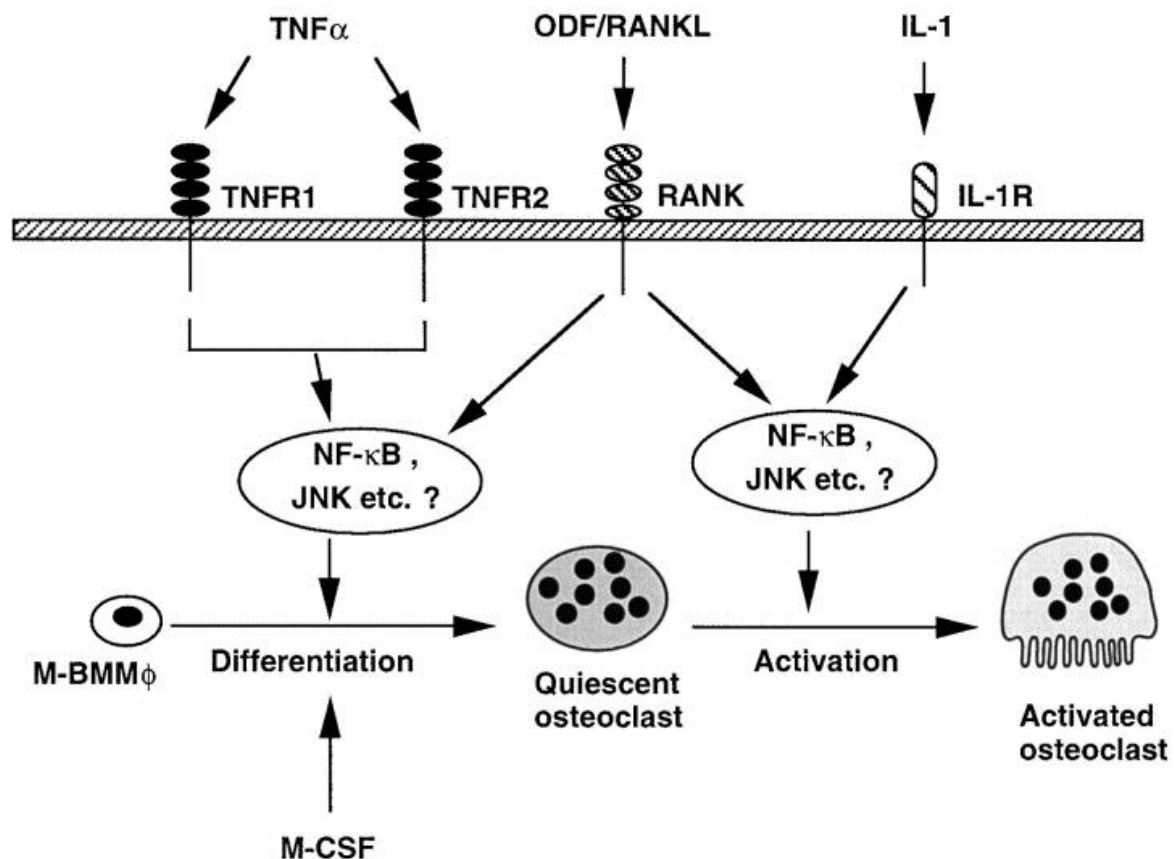 TNFα
ODF/RANKL
IL-1
TNFR1
TNFR2
RANK
IL-1R
NF-κB ,
JNK etc. ?
NF-κB ,
JNK etc. ?
M-BMMϕ
Differentiation
Quiescent
osteoclast
Activation
Activated
osteoclast
M-CSF